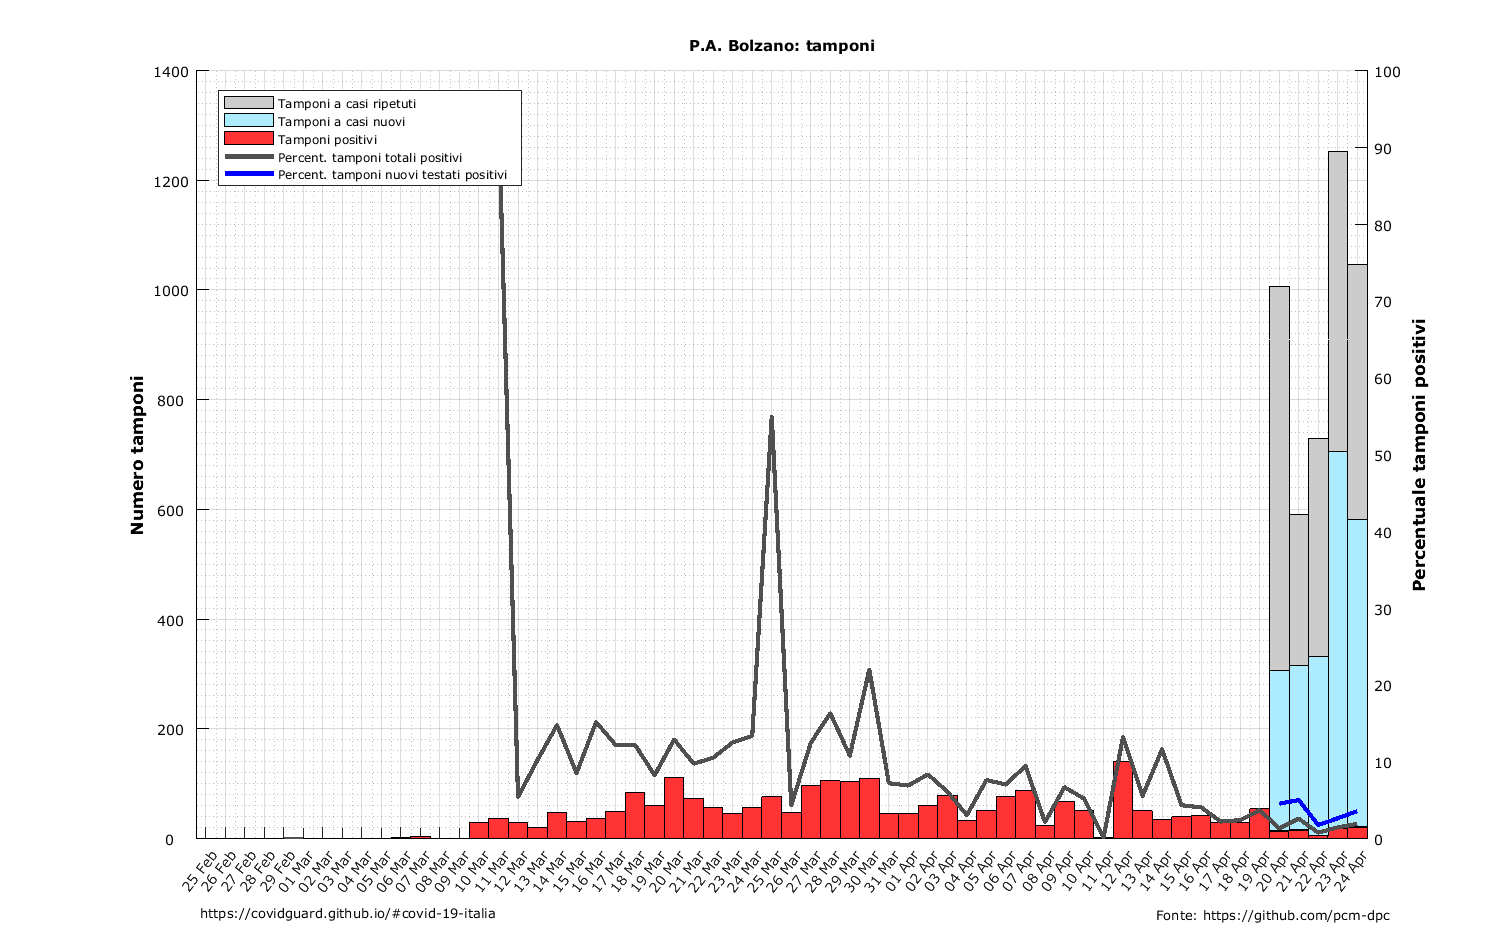 P.A. Bolzano: tamponi
Tamponi a casi ripetuti
Tamponi a casi nuovi
Tamponi positivi
Percent. tamponi totali positivi
Percent. tamponi nuovi testati positivi
Numero tamponi
1400
1200
1000
800
600
400
200
0
Percentuale tamponi positivi
100
90
80
70
60
50
40
30
20
10
0
25 Feb
26 Feb
27 Feb
28 Feb
29 Feb
01 Mar
02 Mar
03 Mar
04 Mar
05 Mar
06 Mar
07 Mar
08 Mar
09 Mar
10 Mar
11 Mar
12 Mar
13 Mar
14 Mar
15 Mar
16 Mar
17 Mar
18 Mar
19 Mar
20 Mar
21 Mar
22 Mar
23 Mar
24 Mar
25 Mar
26 Mar
27 Mar
28 Mar
29 Mar
30 Mar
31 Mar
01 Apr
02 Apr
03 Apr
04 Apr
05 Apr
06 Apr
07 Apr
08 Apr
09 Apr
10 Apr
11 Apr
12 Apr
13 Apr
14 Apr
15 Apr
16 Apr
17 Apr
18 Apr
19 Apr
20 Apr
21 Apr
22 Apr
23 Apr
24 Apr
https://covidguard.github.io/#covid-19-italia
Fonte: https://github.com/pcm-dpc